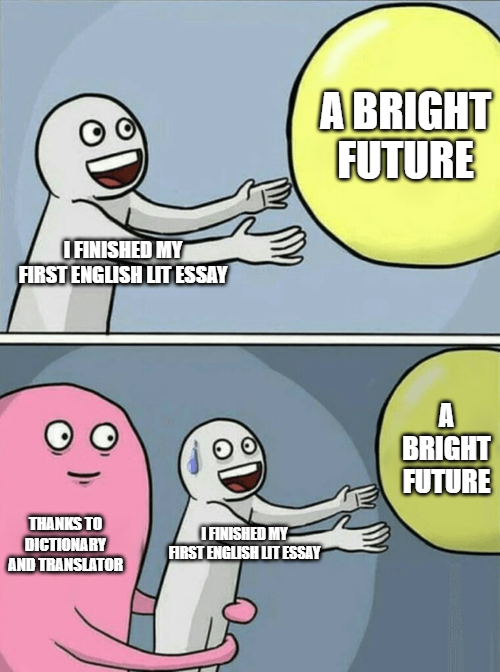 A BRIGHT
FUTURE
I FINISHED MY
FIRST ENGLISH LIT ESSAY
A
BRIGHT
FUTURE
THANKS TO
DICTIONARY
AND TRANSLATOR
I FINISHED MY
FIRST ENGLISH LIT ESSAY